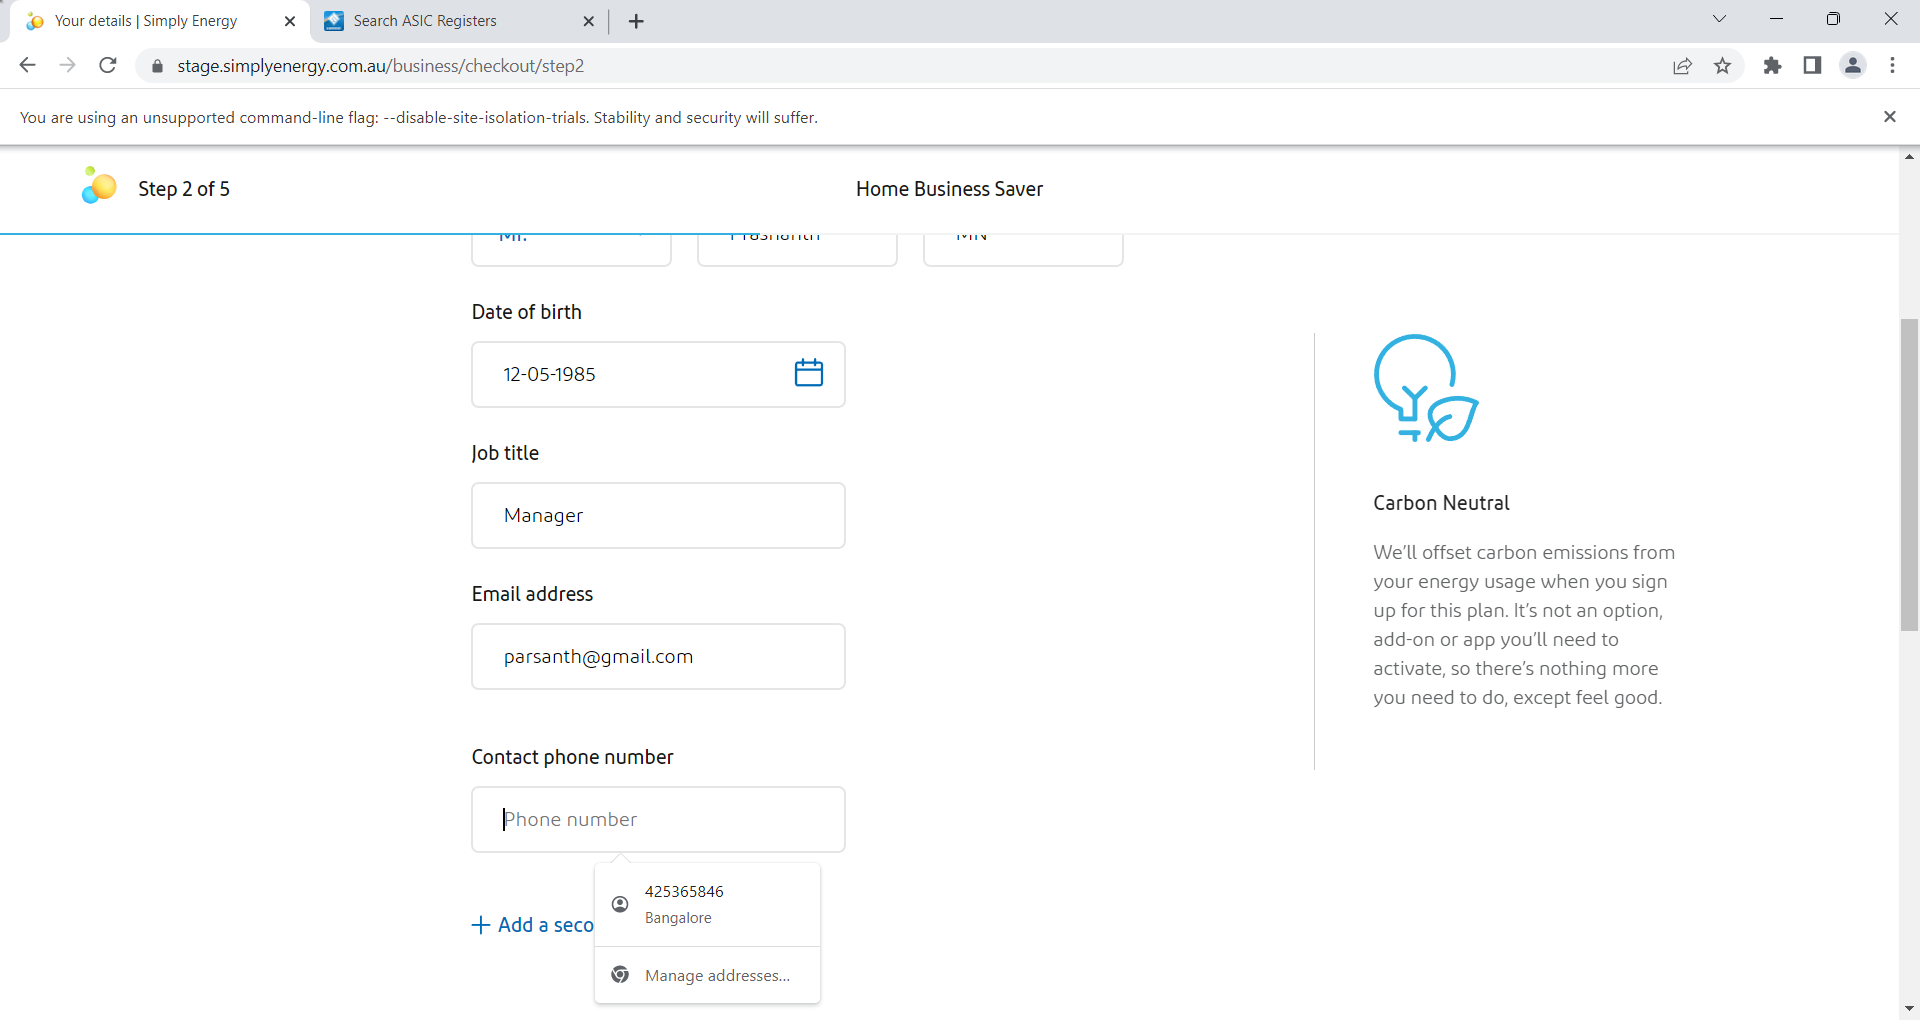 Your details | Simply Energy
Search ASIC Registers
stage.simplyenergy.com.au/business/checkout/step2
You are using an unsupported command-line flag: --disable-site-isolation-trials. Stability and security will suffer.
Step 2 of 5
Home Business Saver
Mr.
Prashanth
MN
Date of birth
12-05-1985
Job title
Manager
Email address
parsanth@gmail.com
Contact phone number
Phone number
425365846
Bangalore
+ Add a seco
Manage addresses...
Carbon Neutral
We'll offset carbon emissions from
your energy usage when you sign
up for this plan. It's not an option,
add-on or app you'll need to
activate, so there's nothing more
you need to do, except feel good.